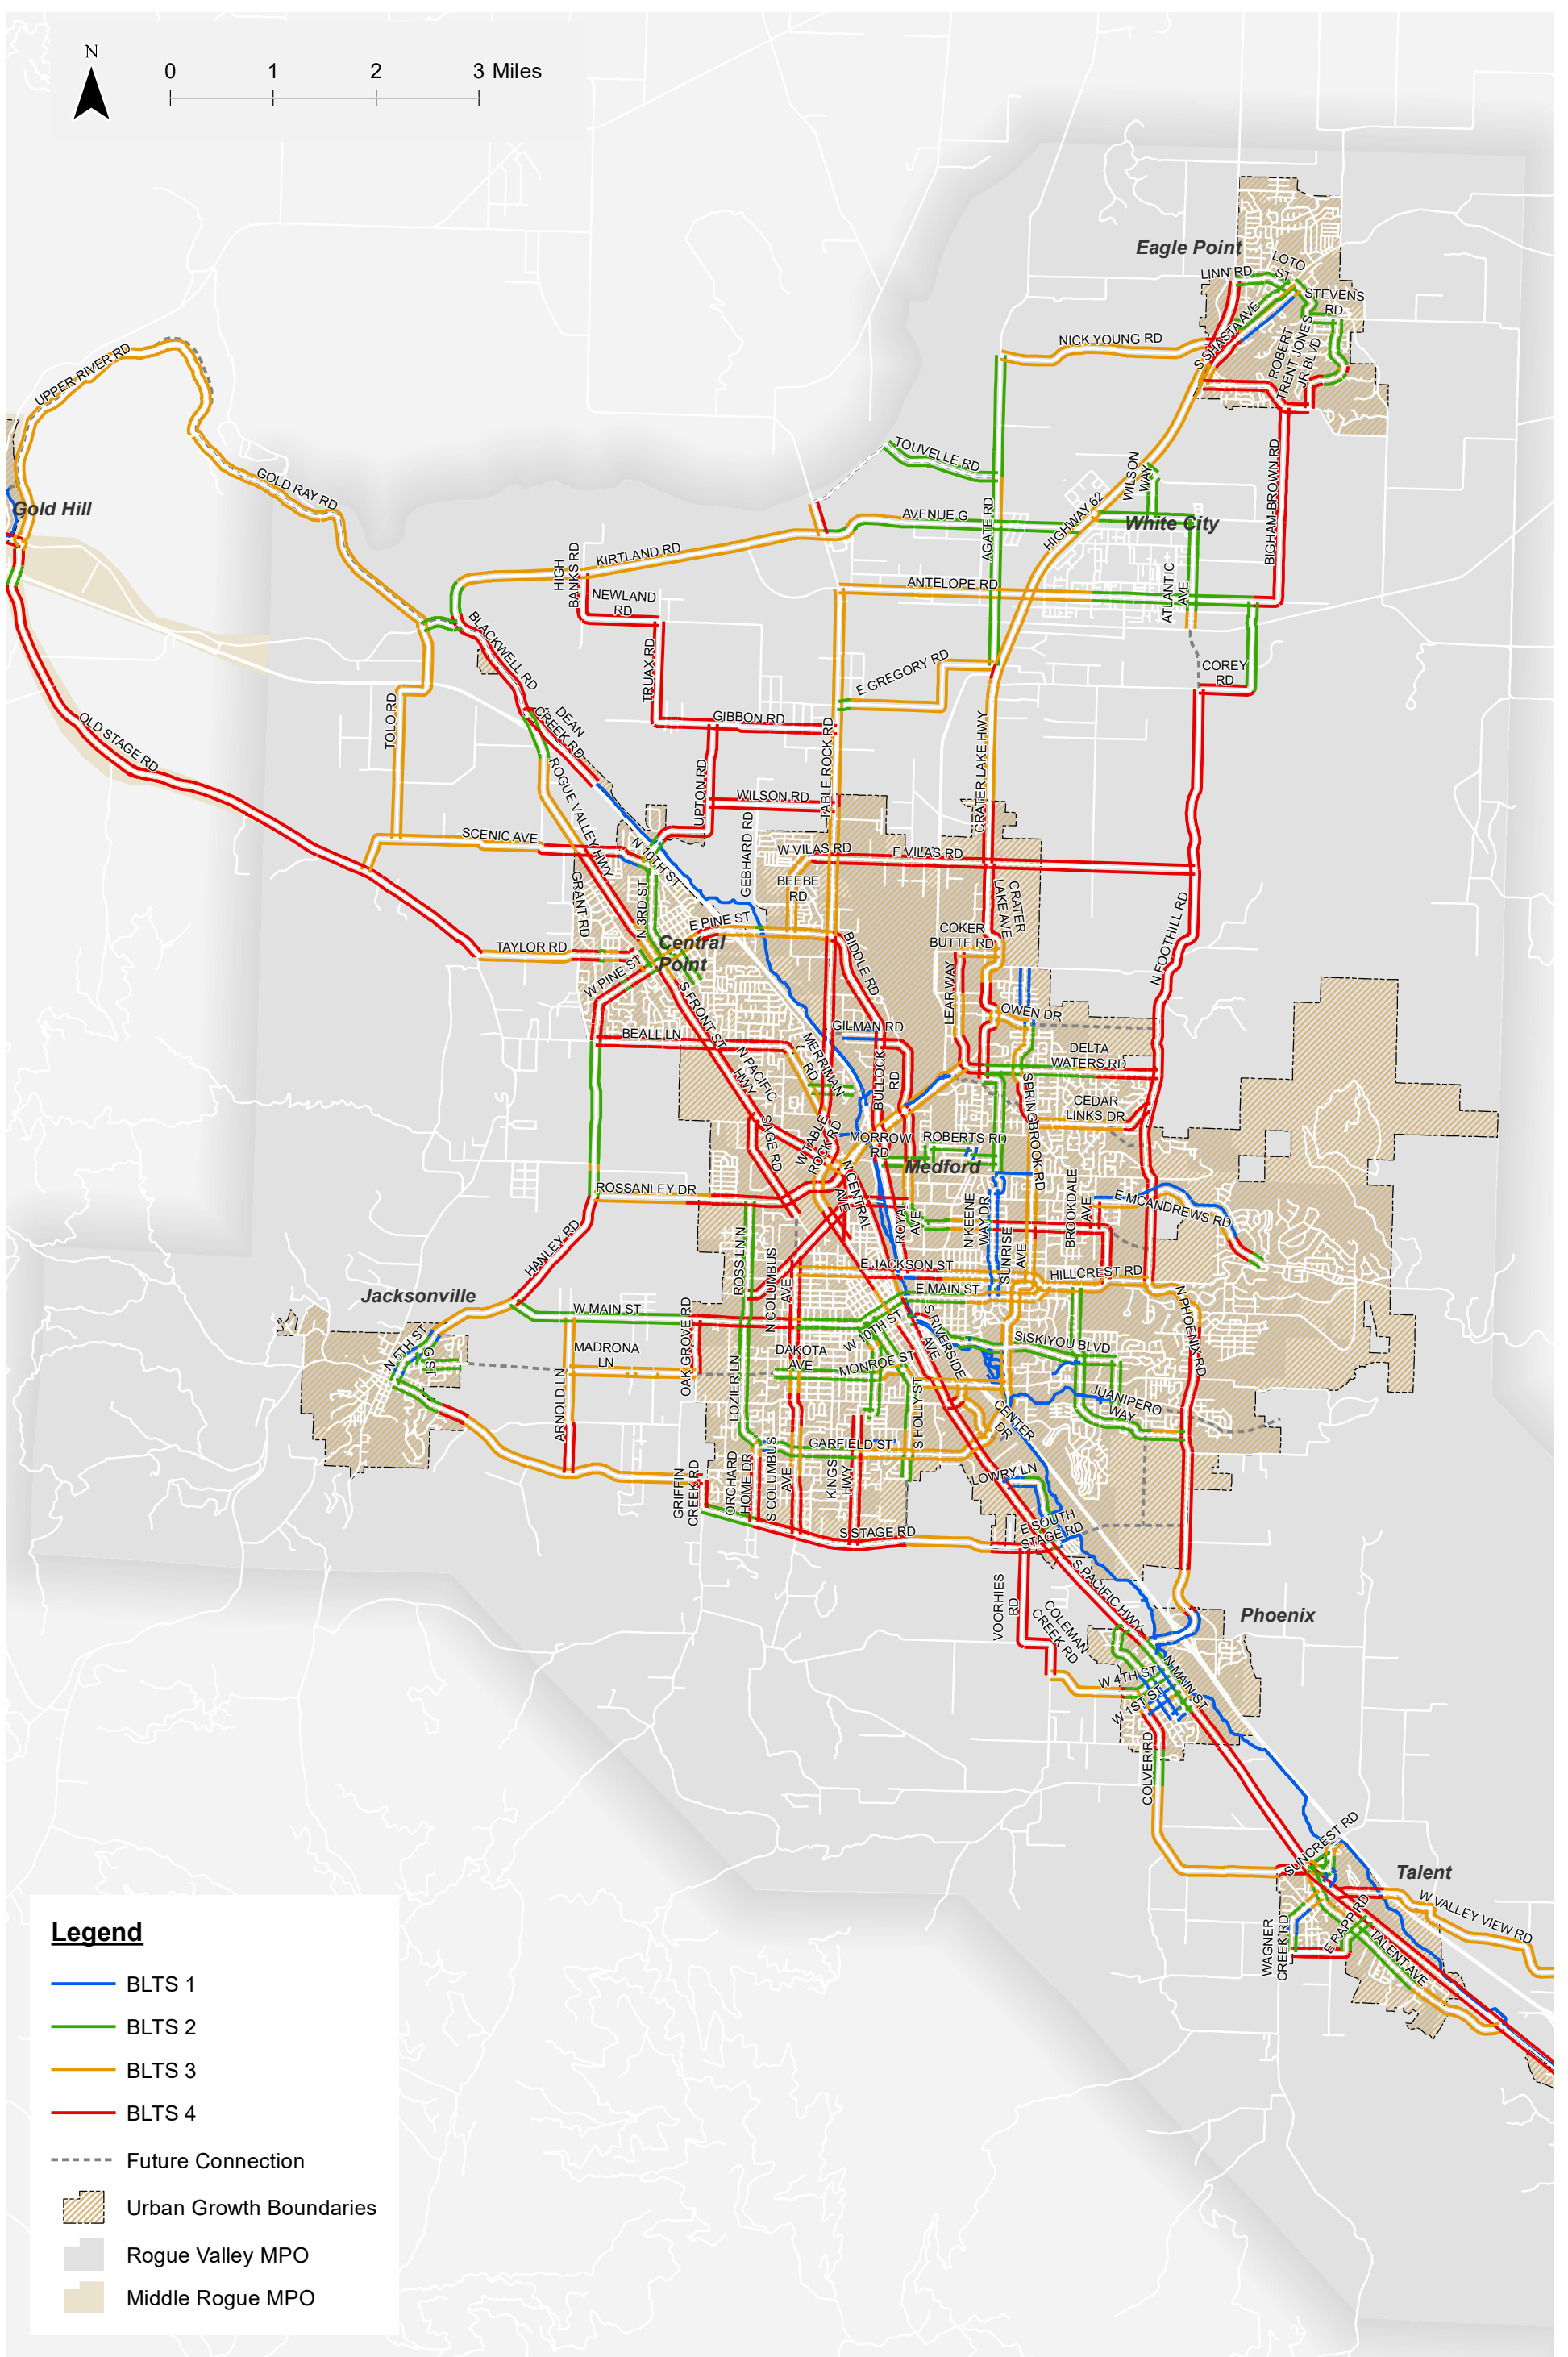 N
0 1 2 3 Miles
Eagle Point
LINN RD
LOTO
ST
STEVENS
RD
S SHASTA AVE
ROBERT
TRENT JONES
JR BLVD
NICK YOUNG RD
UPPER RIVER RD
GOLD RAY RD
Gold Hill
TOUVELLE RD
WILSON
WAY
BIGHAM-BROWN RD
AVENUE G
AGATE RD
HIGHWAY 62
White City
KIRTLAND RD
HIGH
BANKS RD
ANTELOPE RD
ATLANTIC
AVE
NEWLAND
RD
BLACKWELL RD
TRUAX RD
E GREGORY RD
COREY
RD
TOLO RD
OLD STAGE RD
DEAN
CREEK RD
GIBBON RD
TABLE ROCK RD
CRATER LAKE HWY
ROGUE VALLEY HWY
UPTON RD
WILSON RD
SCENIC AVE
N 10TH ST
GEBHARD RD
W VILAS RD
E VILAS RD
GRANT RD
N 3RD ST
BEEBE
RD
CRATER
LAKE AVE
N FOOTHILL RD
E PINE ST
COKER
BUTTE RD
TAYLOR RD
Central
Point
BIDDLE RD
LEAR WAY
W PINE ST
S FRONT ST
OWEN DR
GILMAN RD
BEALL LN
MERRIMAN
RD
N PACIFIC
HWY
BULLOCK
RD
DELTA
WATERS RD
SPRINGBROOK RD
CEDAR
LINKS DR
SAGE RD
W TABLE
ROCK RD
MORROW
RD
ROBERTS RD
Medford
N CENTRAL
AVE
ROSSANLEY DR
ROYAL
AVE
N KEENE
WAY DR
BROOKDALE
AVE
E MCANDREWS RD
HANLEY RD
ROSS LN N
N COLUMBUS
AVE
SUNRISE
AVE
E JACKSON ST
HILLCREST RD
Jacksonville
E MAIN ST
N PHOENIX RD
W MAIN ST
OAK GROVE RD
W 10TH ST
S RIVERSIDE
AVE
SISKIYOU BLVD
N 5TH ST
G ST
MADRONA
LN
DAKOTA
AVE
MONROE ST
ARNOLD LN
LOZIER LN
S HOLLY ST
JUANIPERO
WAY
CENTER
DR
GARFIELD ST
GRIFFIN
CREEK RD
ORCHARD
HOME DR
S COLUMBUS
AVE
KINGS
HWY
LOWRY LN
S STAGE RD
E SOUTH
STAGE RD
VOORHIES
RD
S PACIFIC HWY
COLEMAN
CREEK RD
Phoenix
W 4TH ST
N MAIN ST
W 1ST ST
COLVER RD
SUNCREST RD
Talent
W VALLEY VIEW RD
WAGNER
CREEK RD
E RAPP RD
TALENT AVE
Legend
BLTS 1
BLTS 2
BLTS 3
BLTS 4
Future Connection
Urban Growth Boundaries
Rogue Valley MPO
Middle Rogue MPO